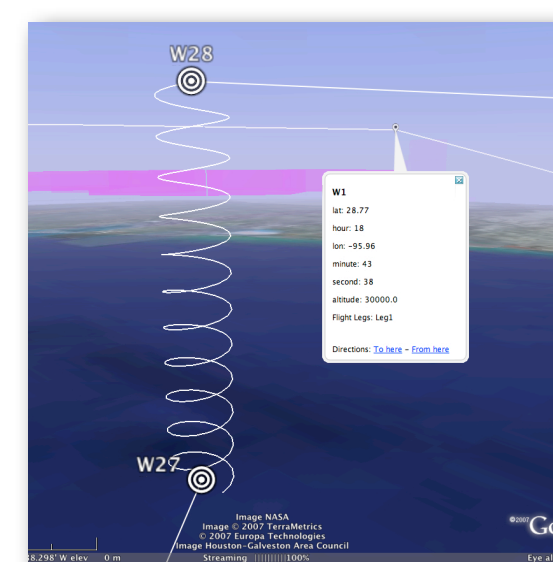 W28
W1
lat: 28.77
hour: 18
lon: -95.96
minute: 43
second: 38
altitude: 30000.0
Flight Legs: Leg1
Directions: To here - From here
W27
Image NASA
Image © 2007 TerraMetrics
© 2007 Europa Technologies
Image Houston-Galveston Area Council
©2007 Go
38.298' W elev 0 m Streaming ||||||||| 100% Eye al